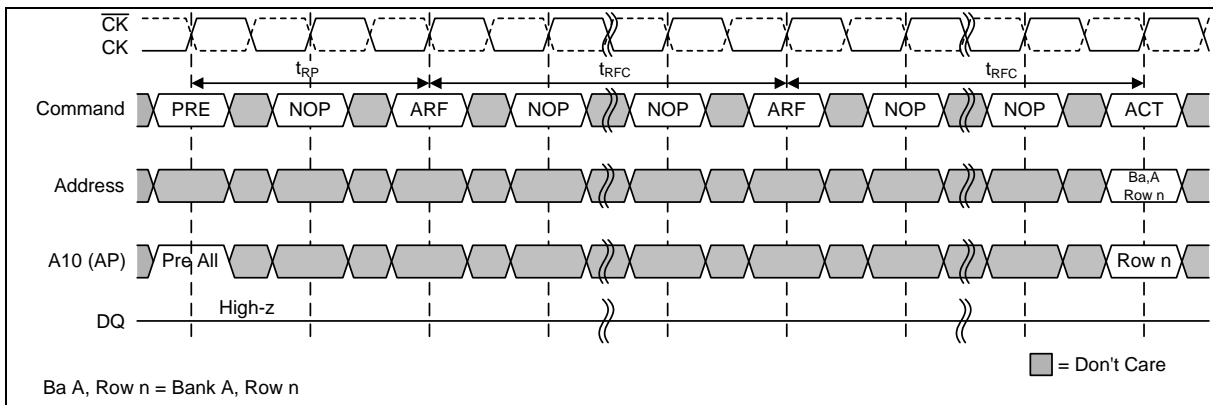 CK
CK
tRP
tRFC
tRFC
Command PRE NOP ARF NOP NOP ARF NOP NOP ACT
Address Ba,A
Row n
A10 (AP) Pre All Row n
High-z
DQ
= Don't Care
Ba A, Row n = Bank A, Row n